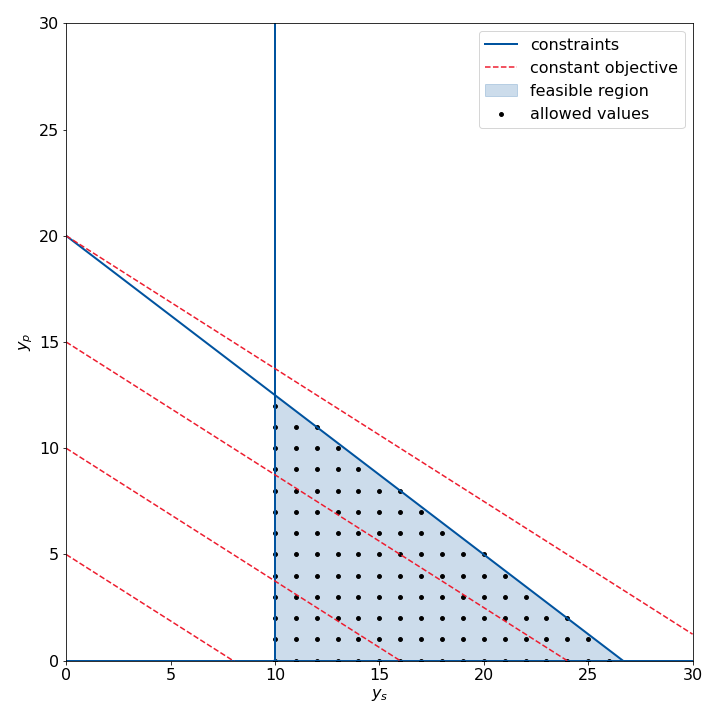 30
25
20
15
10
5
0
0 5 10 15 20 25 30
y_p
y_s
constraints
constant objective
feasible region
allowed values